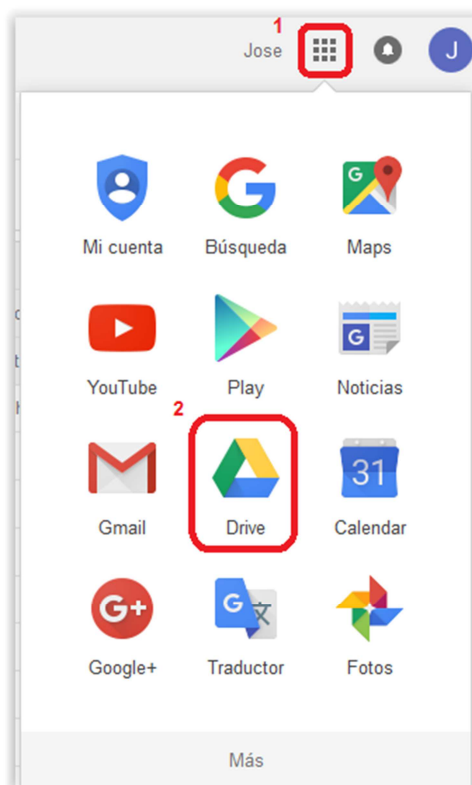 1
Jose
J
Mi cuenta Búsqueda Maps
YouTube Play Noticias
2
31
Gmail Drive Calendar
G+
Google+ Traductor Fotos
Más